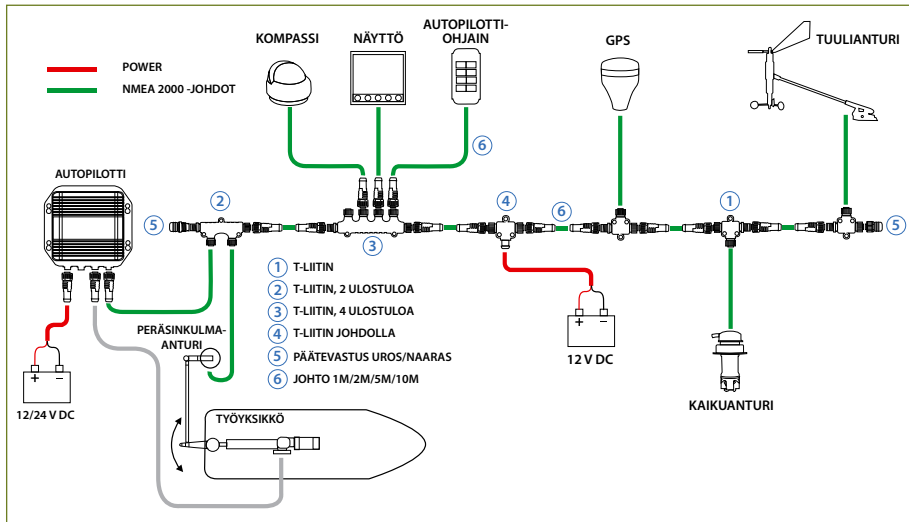 KOMPASSI
NÄYTTÖ
AUTOPILOTTI-
OHJAIN
GPS
TUULIANTURI
POWER
NMEA 2000 -JOHDOT
6
AUTOPILOTTI
5
2
3
4
6
1
5
1 T-LIITIN
2 T-LIITIN, 2 ULOSTULOA
3 T-LIITIN, 4 ULOSTULOA
4 T-LIITIN JOHDOLLA
5 PÄÄTEVASTUS UROS/NAARAS
6 JOHTO 1M/2M/5M/10M
PERÄSINKULMA-
ANTURI
+ −
12 V DC
+ −
12/24 V DC
KAIKUANTURI
TYÖYKSIKKÖ